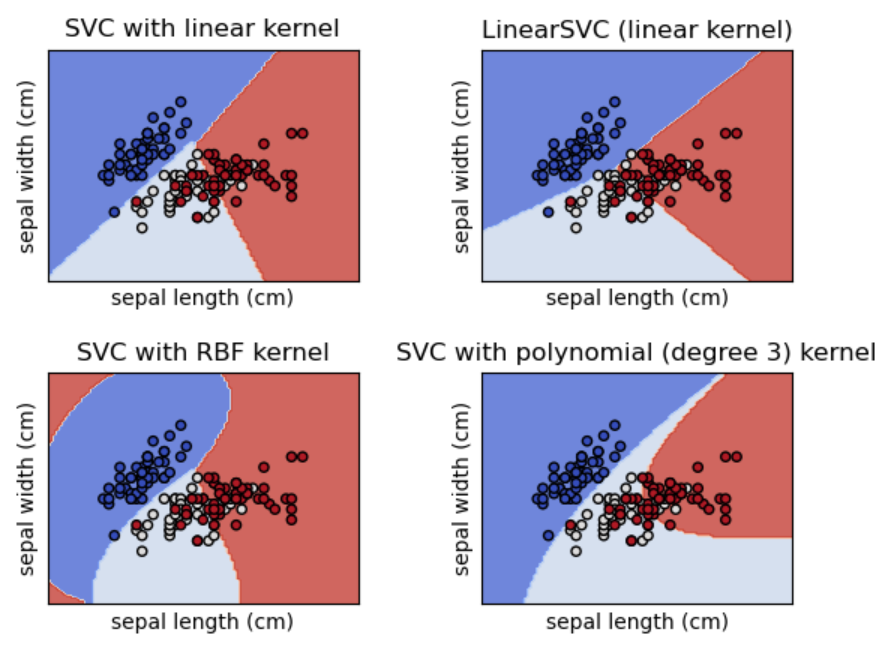 SVC with linear kernel
LinearSVC (linear kernel)
sepal width (cm)
sepal width (cm)
sepal length (cm)
sepal length (cm)
SVC with RBF kernel
SVC with polynomial (degree 3) kernel
sepal width (cm)
sepal width (cm)
sepal length (cm)
sepal length (cm)